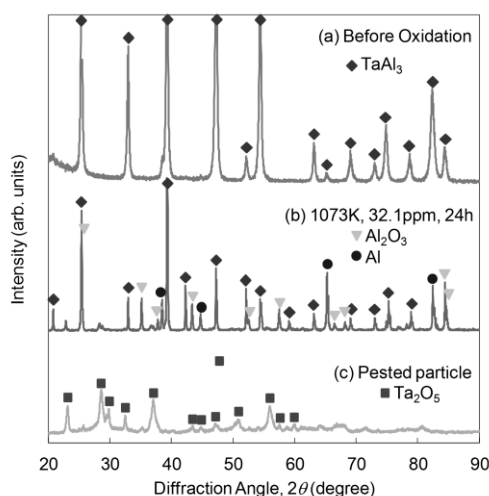 (a) Before Oxidation
TaAl₃
(b) 1073K, 32.1ppm, 24h
Al₂O₃
Al
(c) Pested particle
Ta₂O₅
Intensity (arb. units)
20 30 40 50 60 70 80 90
Diffraction Angle, 2θ (degree)